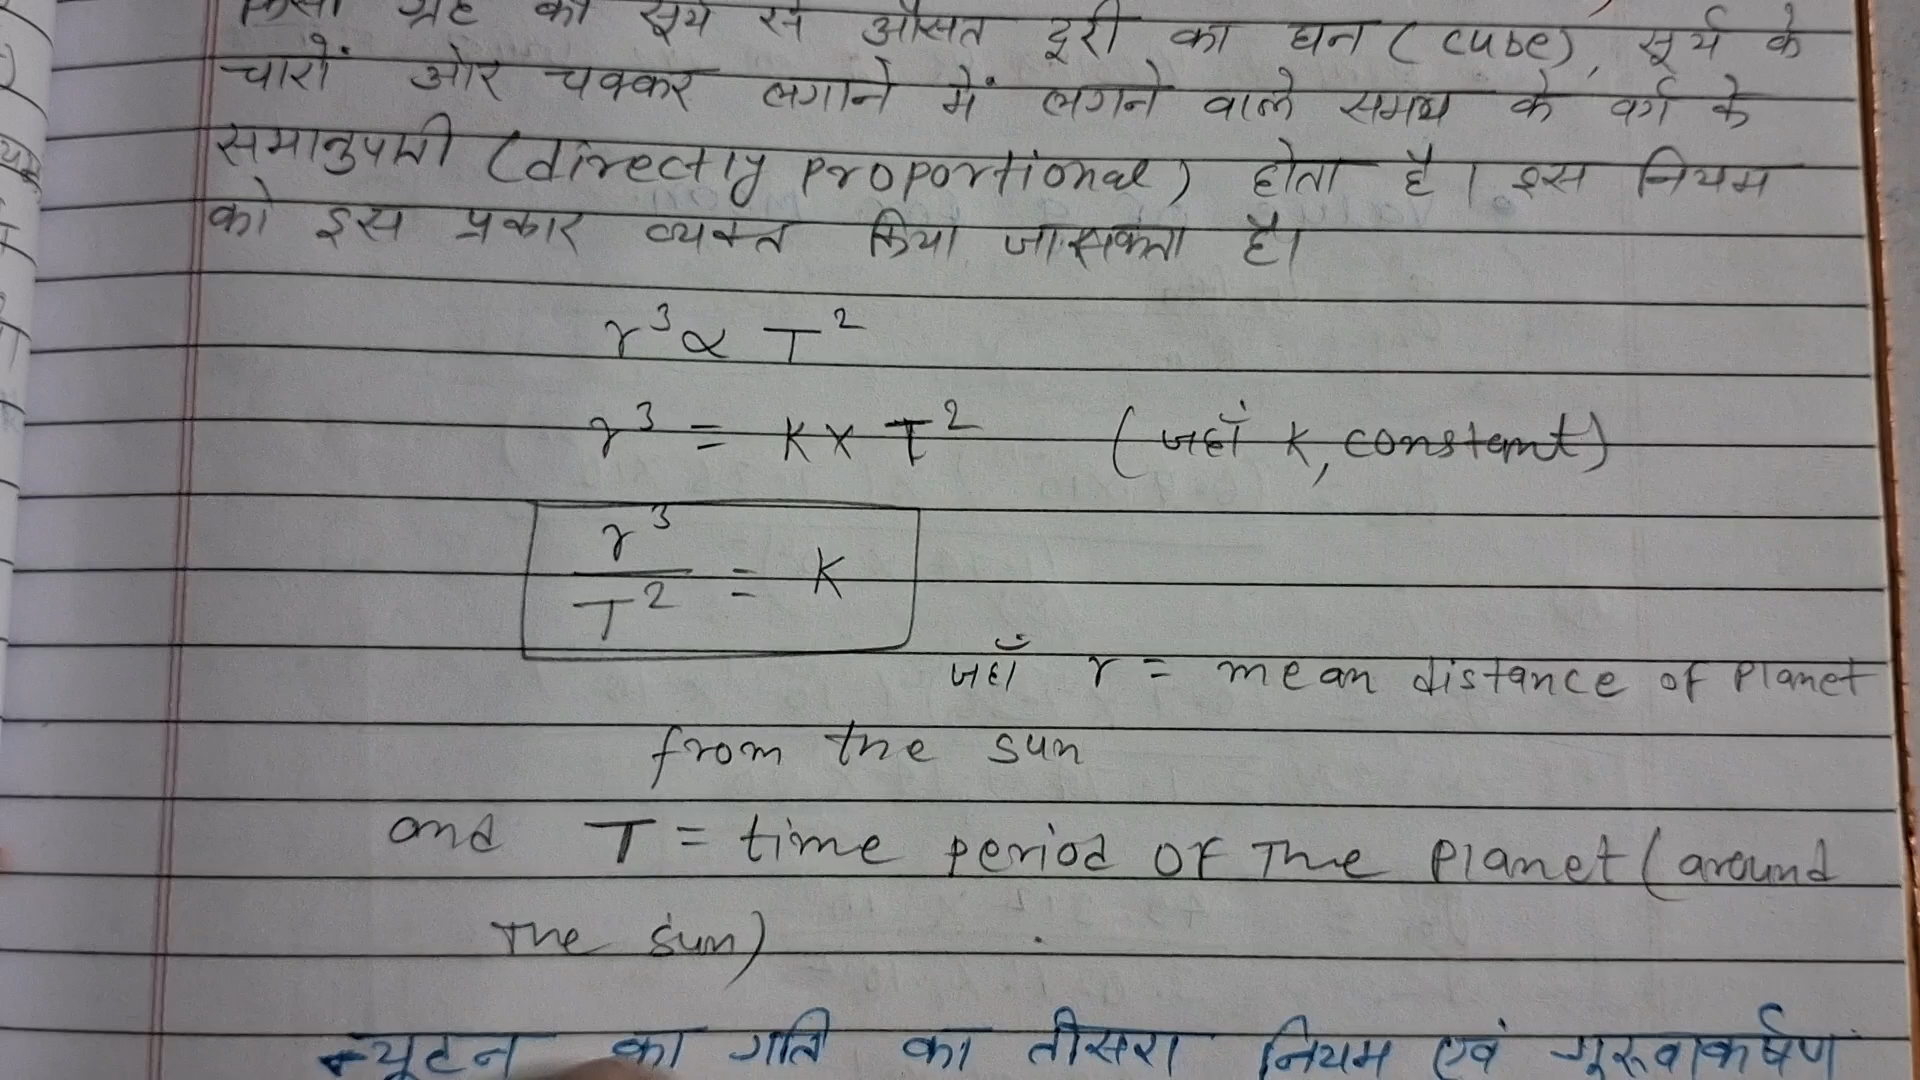 किसी ग्रह की सूर्य से औसत दूरी का घन (cube), सूर्य के
चारों ओर चक्कर लगाने में लगने वाले समय के वर्ग के
समानुपाती (directly proportional) होता है। इस नियम
को इस प्रकार व्यक्त किया जा सकता है।
r³ ∝ T²
r³ = K × T² (जहाँ K, constant)
r³/T² = K
जहाँ r = mean distance of planet
from the sun
and T = time period of the planet (around
the sun)
न्यूटन का गति का तीसरा नियम एवं गुरुवाकर्षण